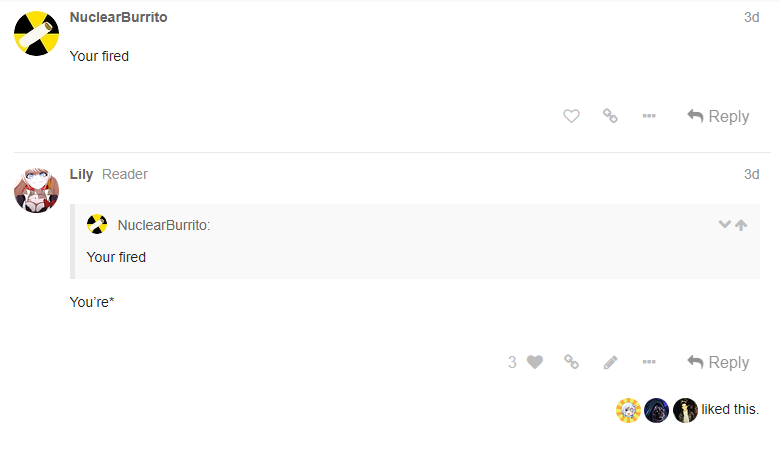 NuclearBurrito 3d
Your fired
Reply
Lily Reader 3d
NuclearBurrito:
Your fired
You’re*
3 Reply
liked this.